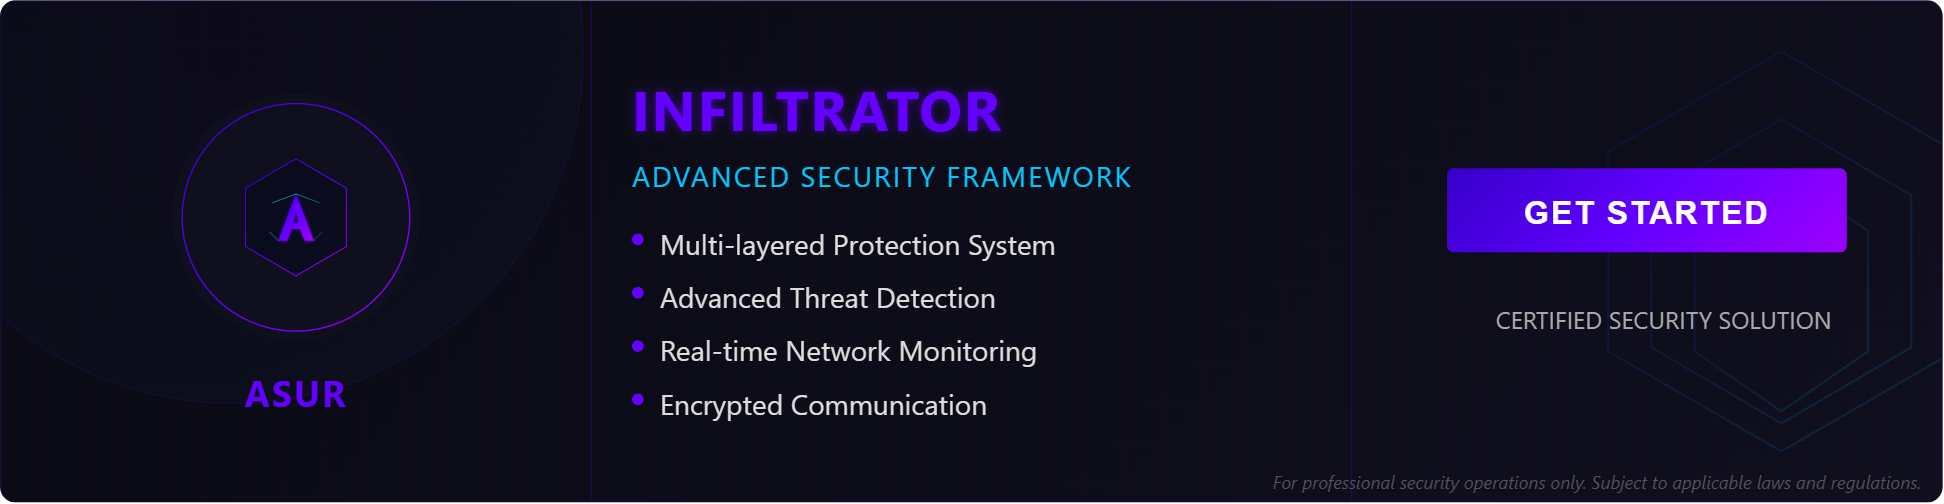 A
ASUR
INFILTRATOR
ADVANCED SECURITY FRAMEWORK
Multi-layered Protection System
Advanced Threat Detection
Real-time Network Monitoring
Encrypted Communication
GET STARTED
CERTIFIED SECURITY SOLUTION
For professional security operations only. Subject to applicable laws and regulations.